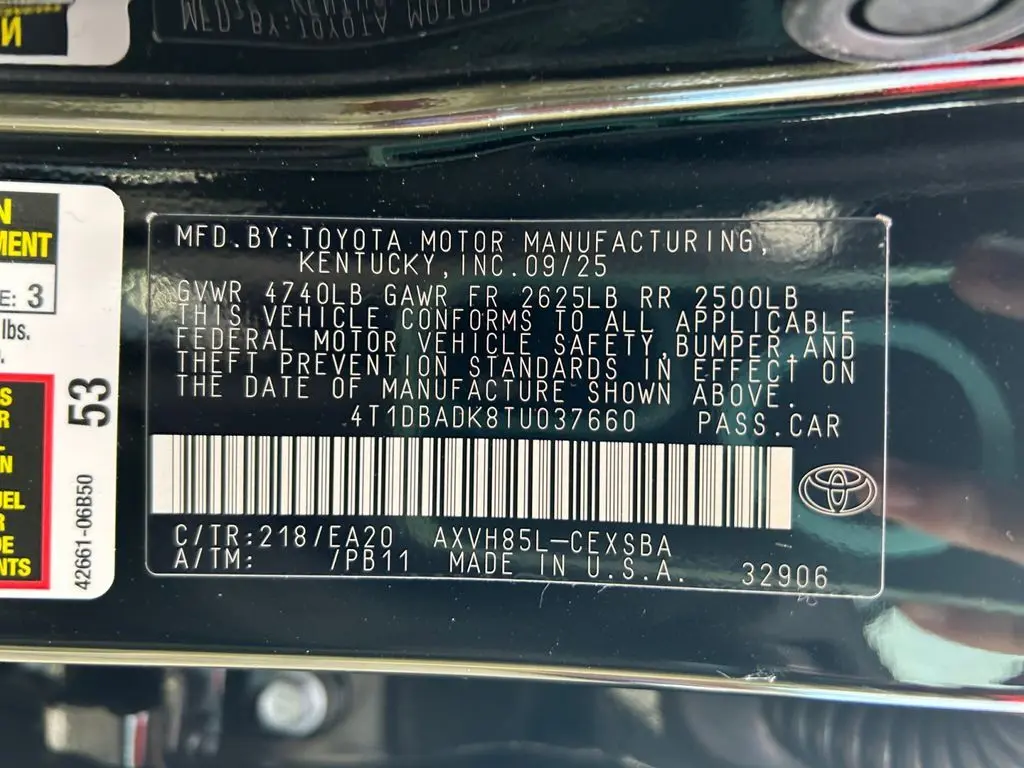 MFD.BY:TOYOTA MOTOR MANUFACTURING,
KENTUCKY,INC.09/25
GVWR 4740LB GAWR FR 2625LB RR 2500LB
THIS VEHICLE CONFORMS TO ALL APPLICABLE
FEDERAL MOTOR VEHICLE SAFETY,BUMPER,AND
THEFT PREVENTION STANDARDS IN EFFECT ON
THE DATE OF MANUFACTURE SHOWN ABOVE.
4T1DBADK8TU037660 PASS.CAR
C/TR:218/EA20 AXVH85L-CEXSBA
A/TM: /PB11 MADE IN U.S.A. 32906
E: 3
lbs.
53
42661-06B50